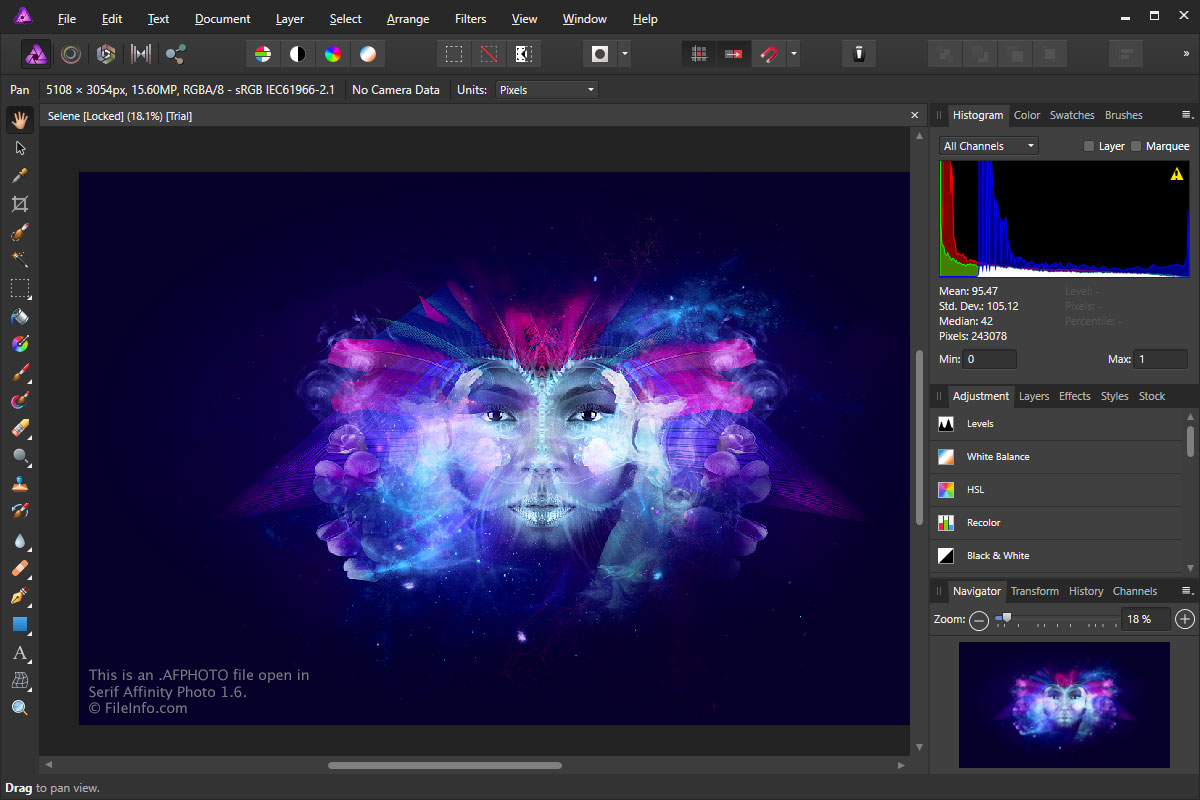 File Edit Text Document Layer Select Arrange Filters View Window Help
Pan 5108 × 3054px, 15.60MP, RGBA/8 - sRGB IEC61966-2.1 No Camera Data Units: Pixels
Selene [Locked] (18.1%) [Trial]
Histogram Color Swatches Brushes
All Channels Layer Marquee
Mean: 95.47 Level: -
Std. Dev.: 105.12 Pixels: -
Median: 42 Percentile: -
Pixels: 243078
Min: 0 Max: 1
Adjustment Layers Effects Styles Stock
Levels
White Balance
HSL
Recolor
Black & White
Navigator Transform History Channels
Zoom: 18 %
This is an .AFPHOTO file open in
Serif Affinity Photo 1.6.
© FileInfo.com
Drag to pan view.